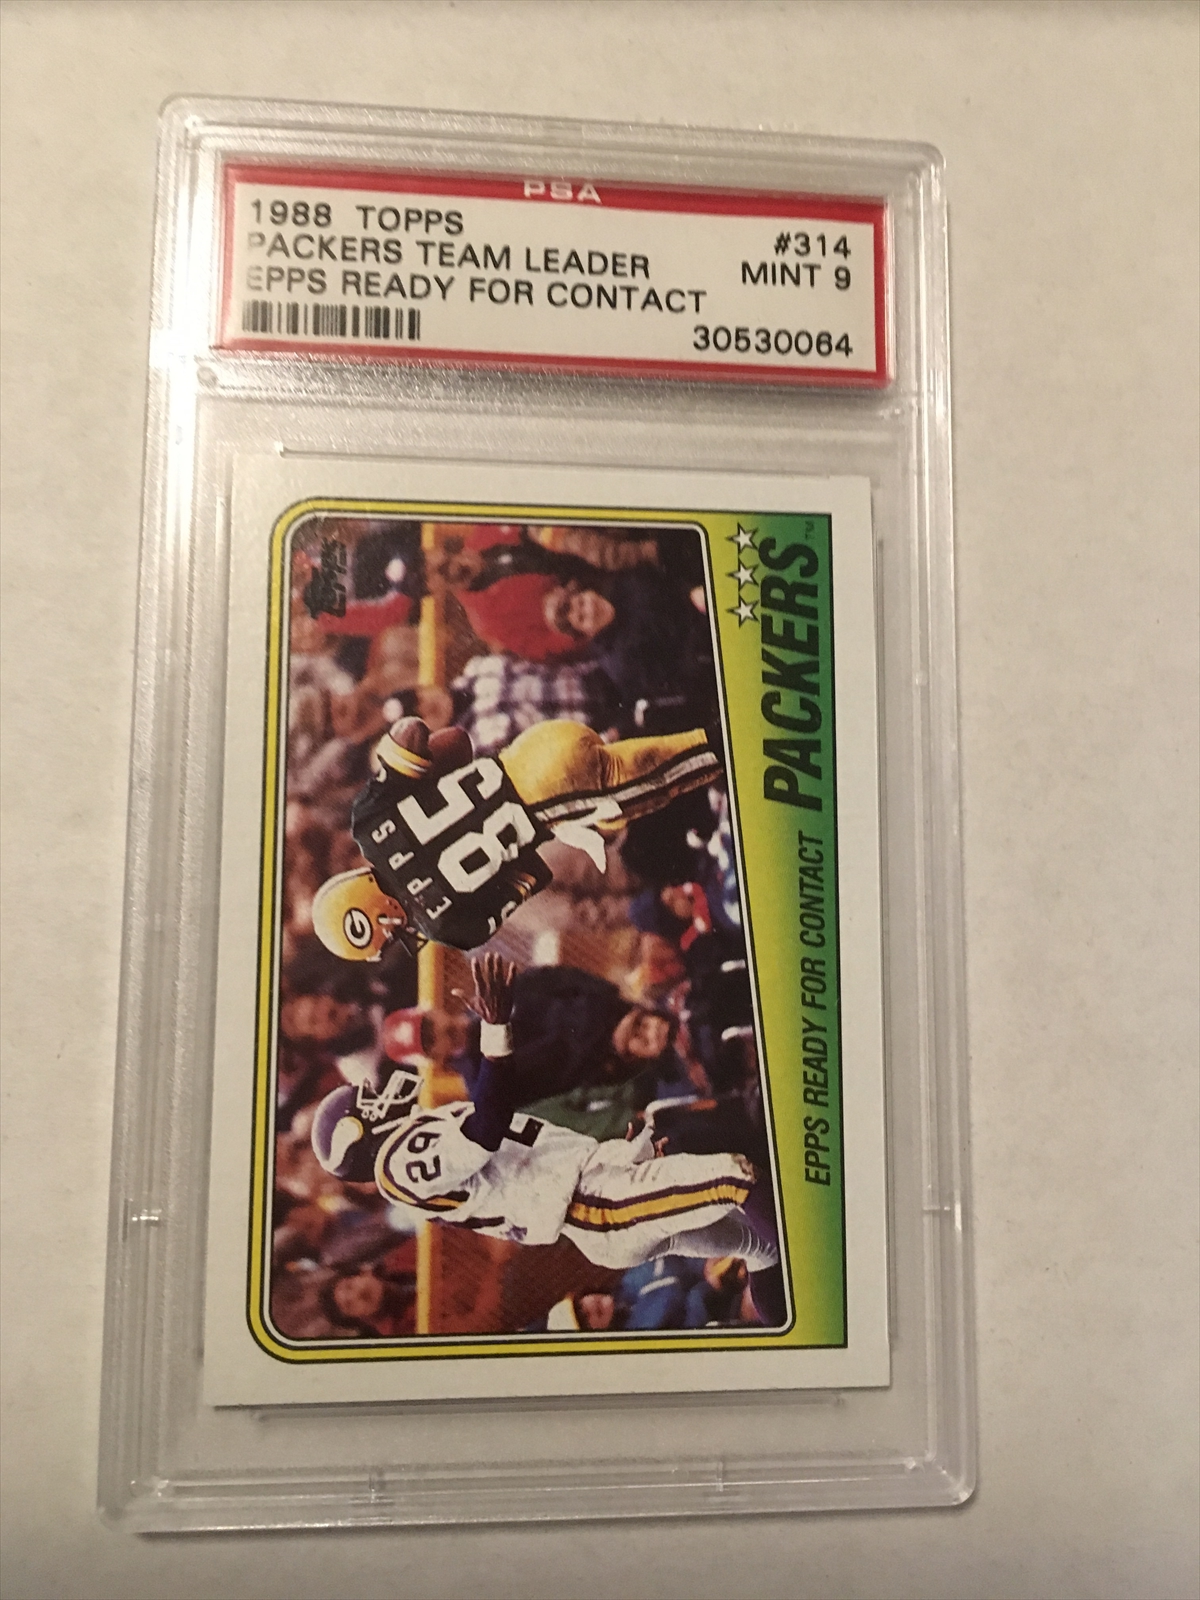 PSA
1988 TOPPS #314
PACKERS TEAM LEADER MINT 9
EPPS READY FOR CONTACT
30530064
TOPPS
EPPS
85
G
29
EPPS READY FOR CONTACT PACKERS™